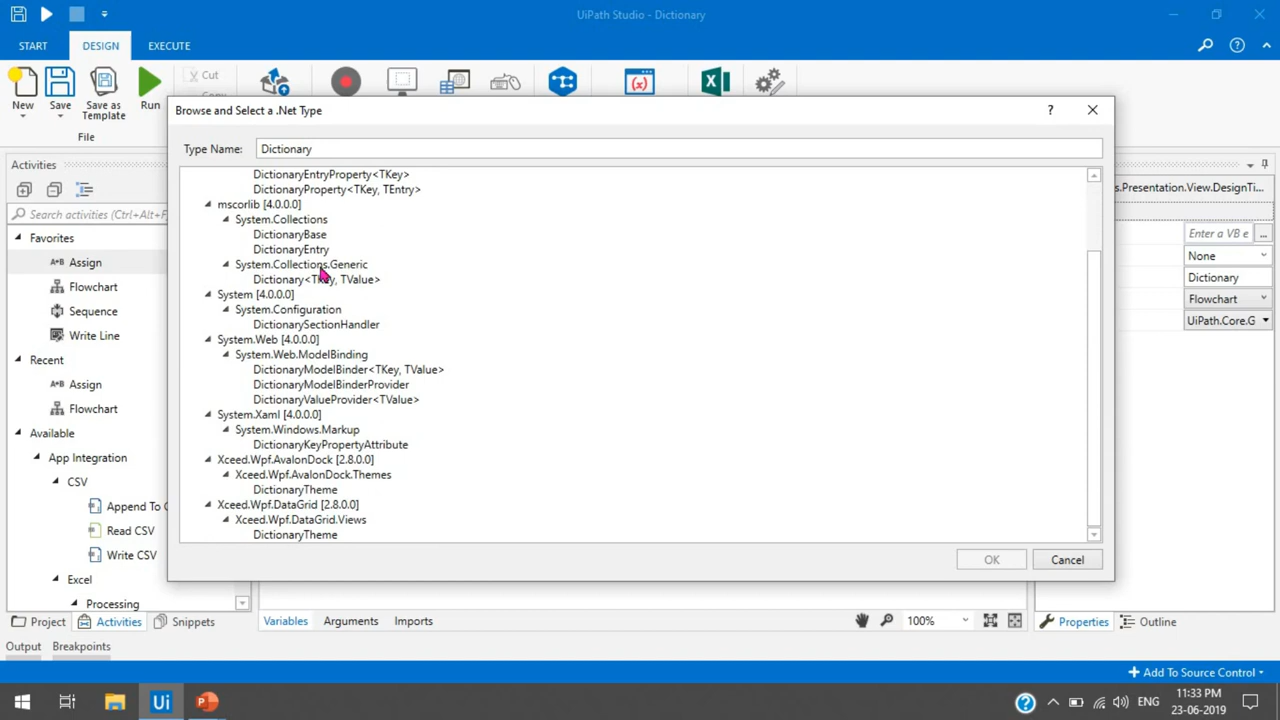 UiPath Studio - Dictionary
START DESIGN EXECUTE
Cut
New Save Save as Template Run
File
Browse and Select a .Net Type
Type Name: Dictionary
DictionaryEntryProperty<TKey>
DictionaryProperty<TKey, TEntry>
mscorlib [4.0.0.0]
System.Collections
DictionaryBase
DictionaryEntry
System.Collections.Generic
Dictionary<TKey, TValue>
System [4.0.0.0]
System.Configuration
DictionarySectionHandler
System.Web [4.0.0.0]
System.Web.ModelBinding
DictionaryModelBinder<TKey, TValue>
DictionaryModelBinderProvider
DictionaryValueProvider<TValue>
System.Xaml [4.0.0.0]
System.Windows.Markup
DictionaryKeyPropertyAttribute
Xceed.Wpf.AvalonDock [2.8.0.0]
Xceed.Wpf.AvalonDock.Themes
DictionaryTheme
Xceed.Wpf.DataGrid [2.8.0.0]
Xceed.Wpf.DataGrid.Views
DictionaryTheme
OK Cancel
Activities
Search activities (Ctrl+Alt+F
Favorites
Assign
Flowchart
Sequence
Write Line
Recent
Assign
Flowchart
Available
App Integration
CSV
Append To C
Read CSV
Write CSV
Excel
Processing
s.Presentation.View.DesignTi...
Enter a VB e ...
None
Dictionary
Flowchart
UiPath.Core.G
Project Activities Snippets
Variables Arguments Imports
100%
Properties Outline
Output Breakpoints
Add To Source Control
Ui
ENG
11:33 PM
23-06-2019